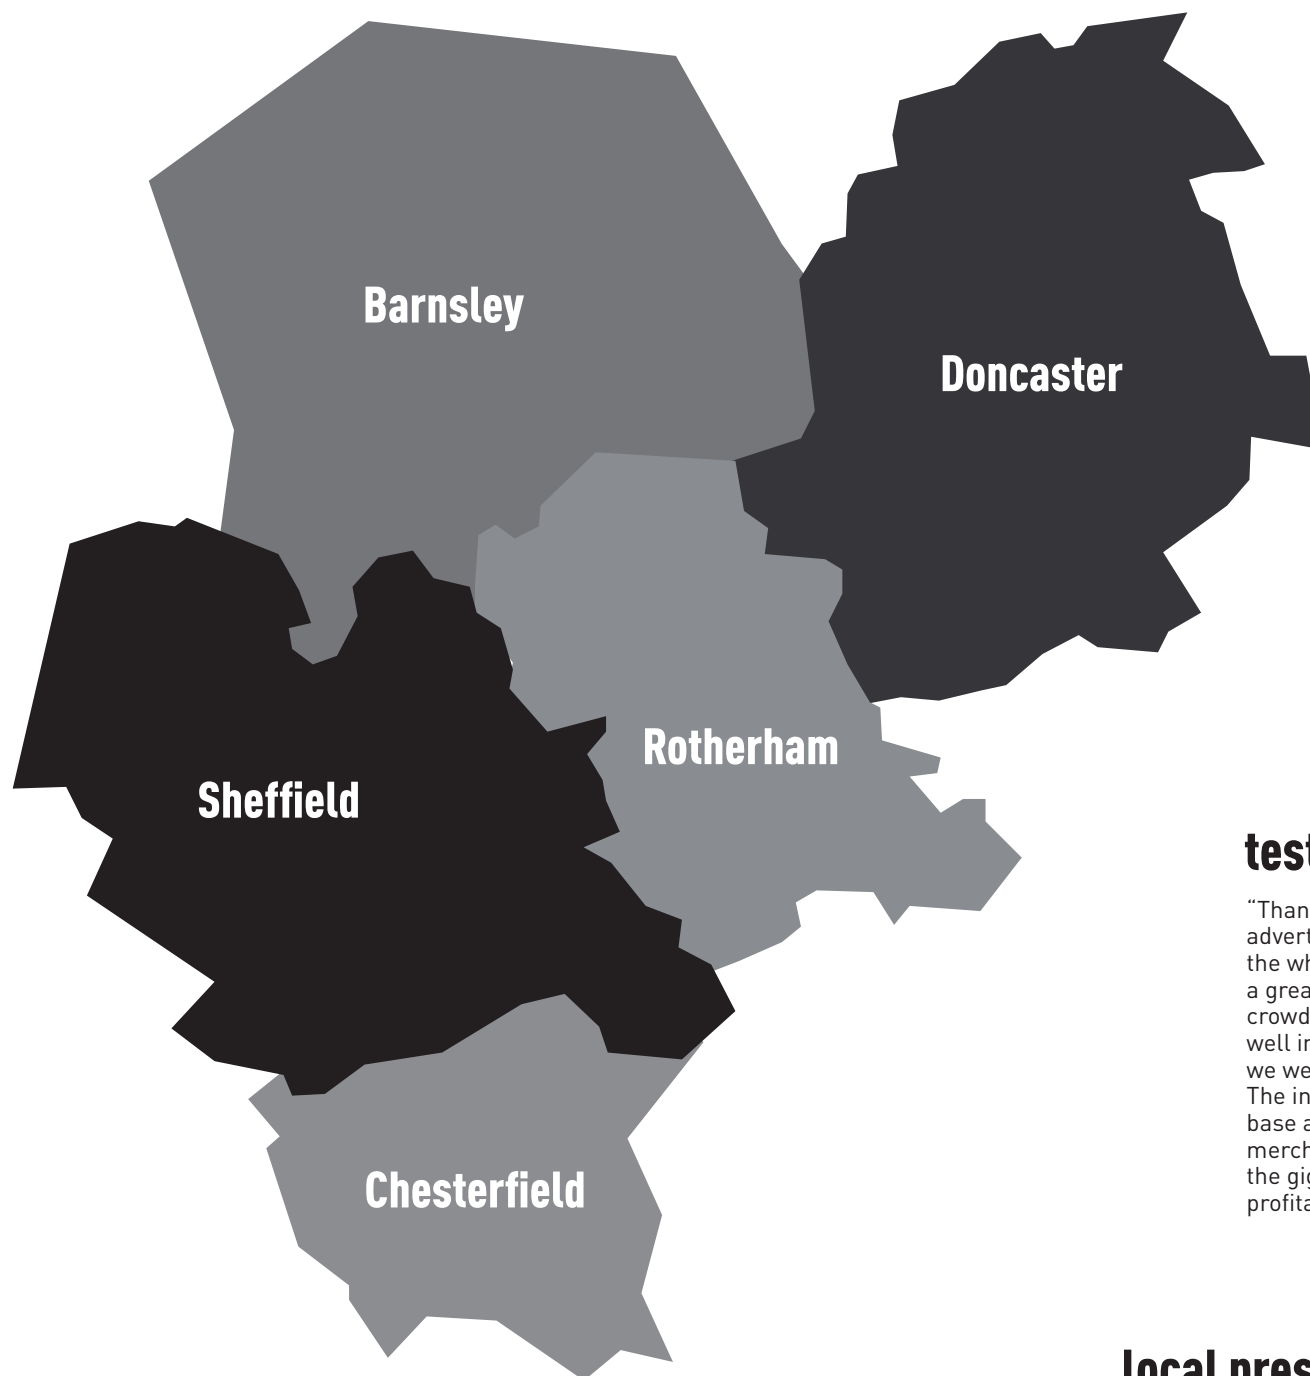 Barnsley
Doncaster
Rotherham
Sheffield
Chesterfield
test
“Than
advert
the wh
a grea
crowd
well in
we we
The in
base a
merch
the gig
profita
local pres